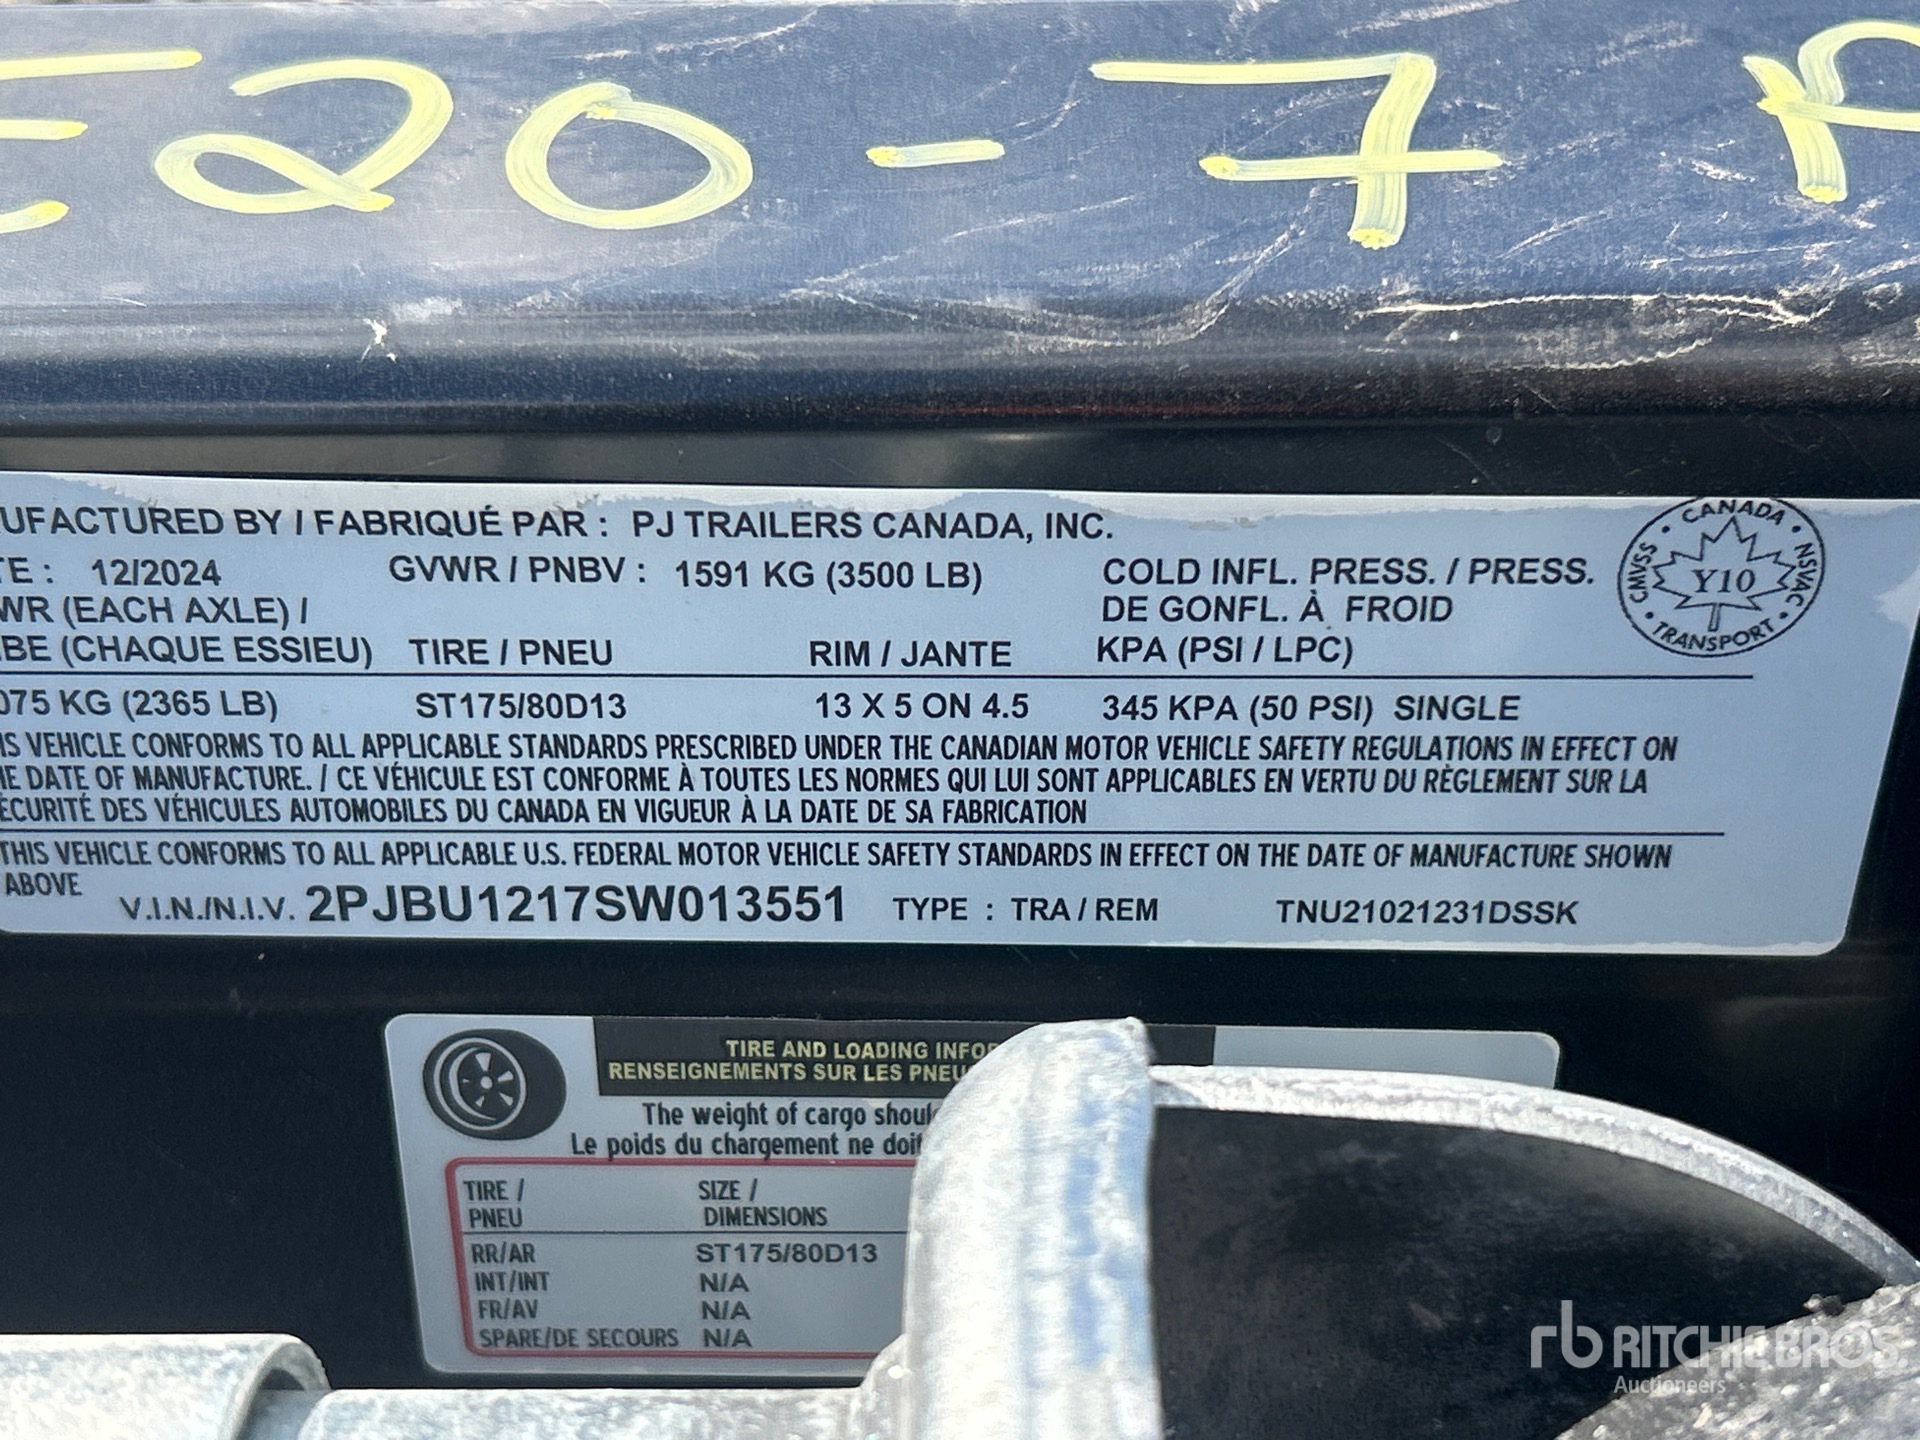 E20-7 P
UFACTURED BY / FABRIQUÉ PAR : PJ TRAILERS CANADA, INC.
TE : 12/2024 GVWR / PNBV : 1591 KG (3500 LB) COLD INFL. PRESS. / PRESS.
WR (EACH AXLE) / DE GONFL. À FROID
BE (CHAQUE ESSIEU) TIRE / PNEU RIM / JANTE KPA (PSI / LPC)
CANADA
CMVSS Y10 NSVAC
TRANSPORT
075 KG (2365 LB) ST175/80D13 13 X 5 ON 4.5 345 KPA (50 PSI) SINGLE
IS VEHICLE CONFORMS TO ALL APPLICABLE STANDARDS PRESCRIBED UNDER THE CANADIAN MOTOR VEHICLE SAFETY REGULATIONS IN EFFECT ON
HE DATE OF MANUFACTURE. / CE VÉHICULE EST CONFORME À TOUTES LES NORMES QUI LUI SONT APPLICABLES EN VERTU DU RÈGLEMENT SUR LA
ÉCURITÉ DES VÉHICULES AUTOMOBILES DU CANADA EN VIGUEUR À LA DATE DE SA FABRICATION
THIS VEHICLE CONFORMS TO ALL APPLICABLE U.S. FEDERAL MOTOR VEHICLE SAFETY STANDARDS IN EFFECT ON THE DATE OF MANUFACTURE SHOWN
ABOVE
V.I.N./N.I.V. 2PJBU1217SW013551 TYPE : TRA / REM TNU21021231DSSK
TIRE AND LOADING INFO
RENSEIGNEMENTS SUR LES PNEU
The weight of cargo shoul
Le poids du chargement ne doit
TIRE / SIZE /
PNEU DIMENSIONS
RR/AR ST175/80D13
INT/INT N/A
FR/AV N/A
SPARE/DE SECOURS N/A
rb RITCHIE BROS.
Auctioneers